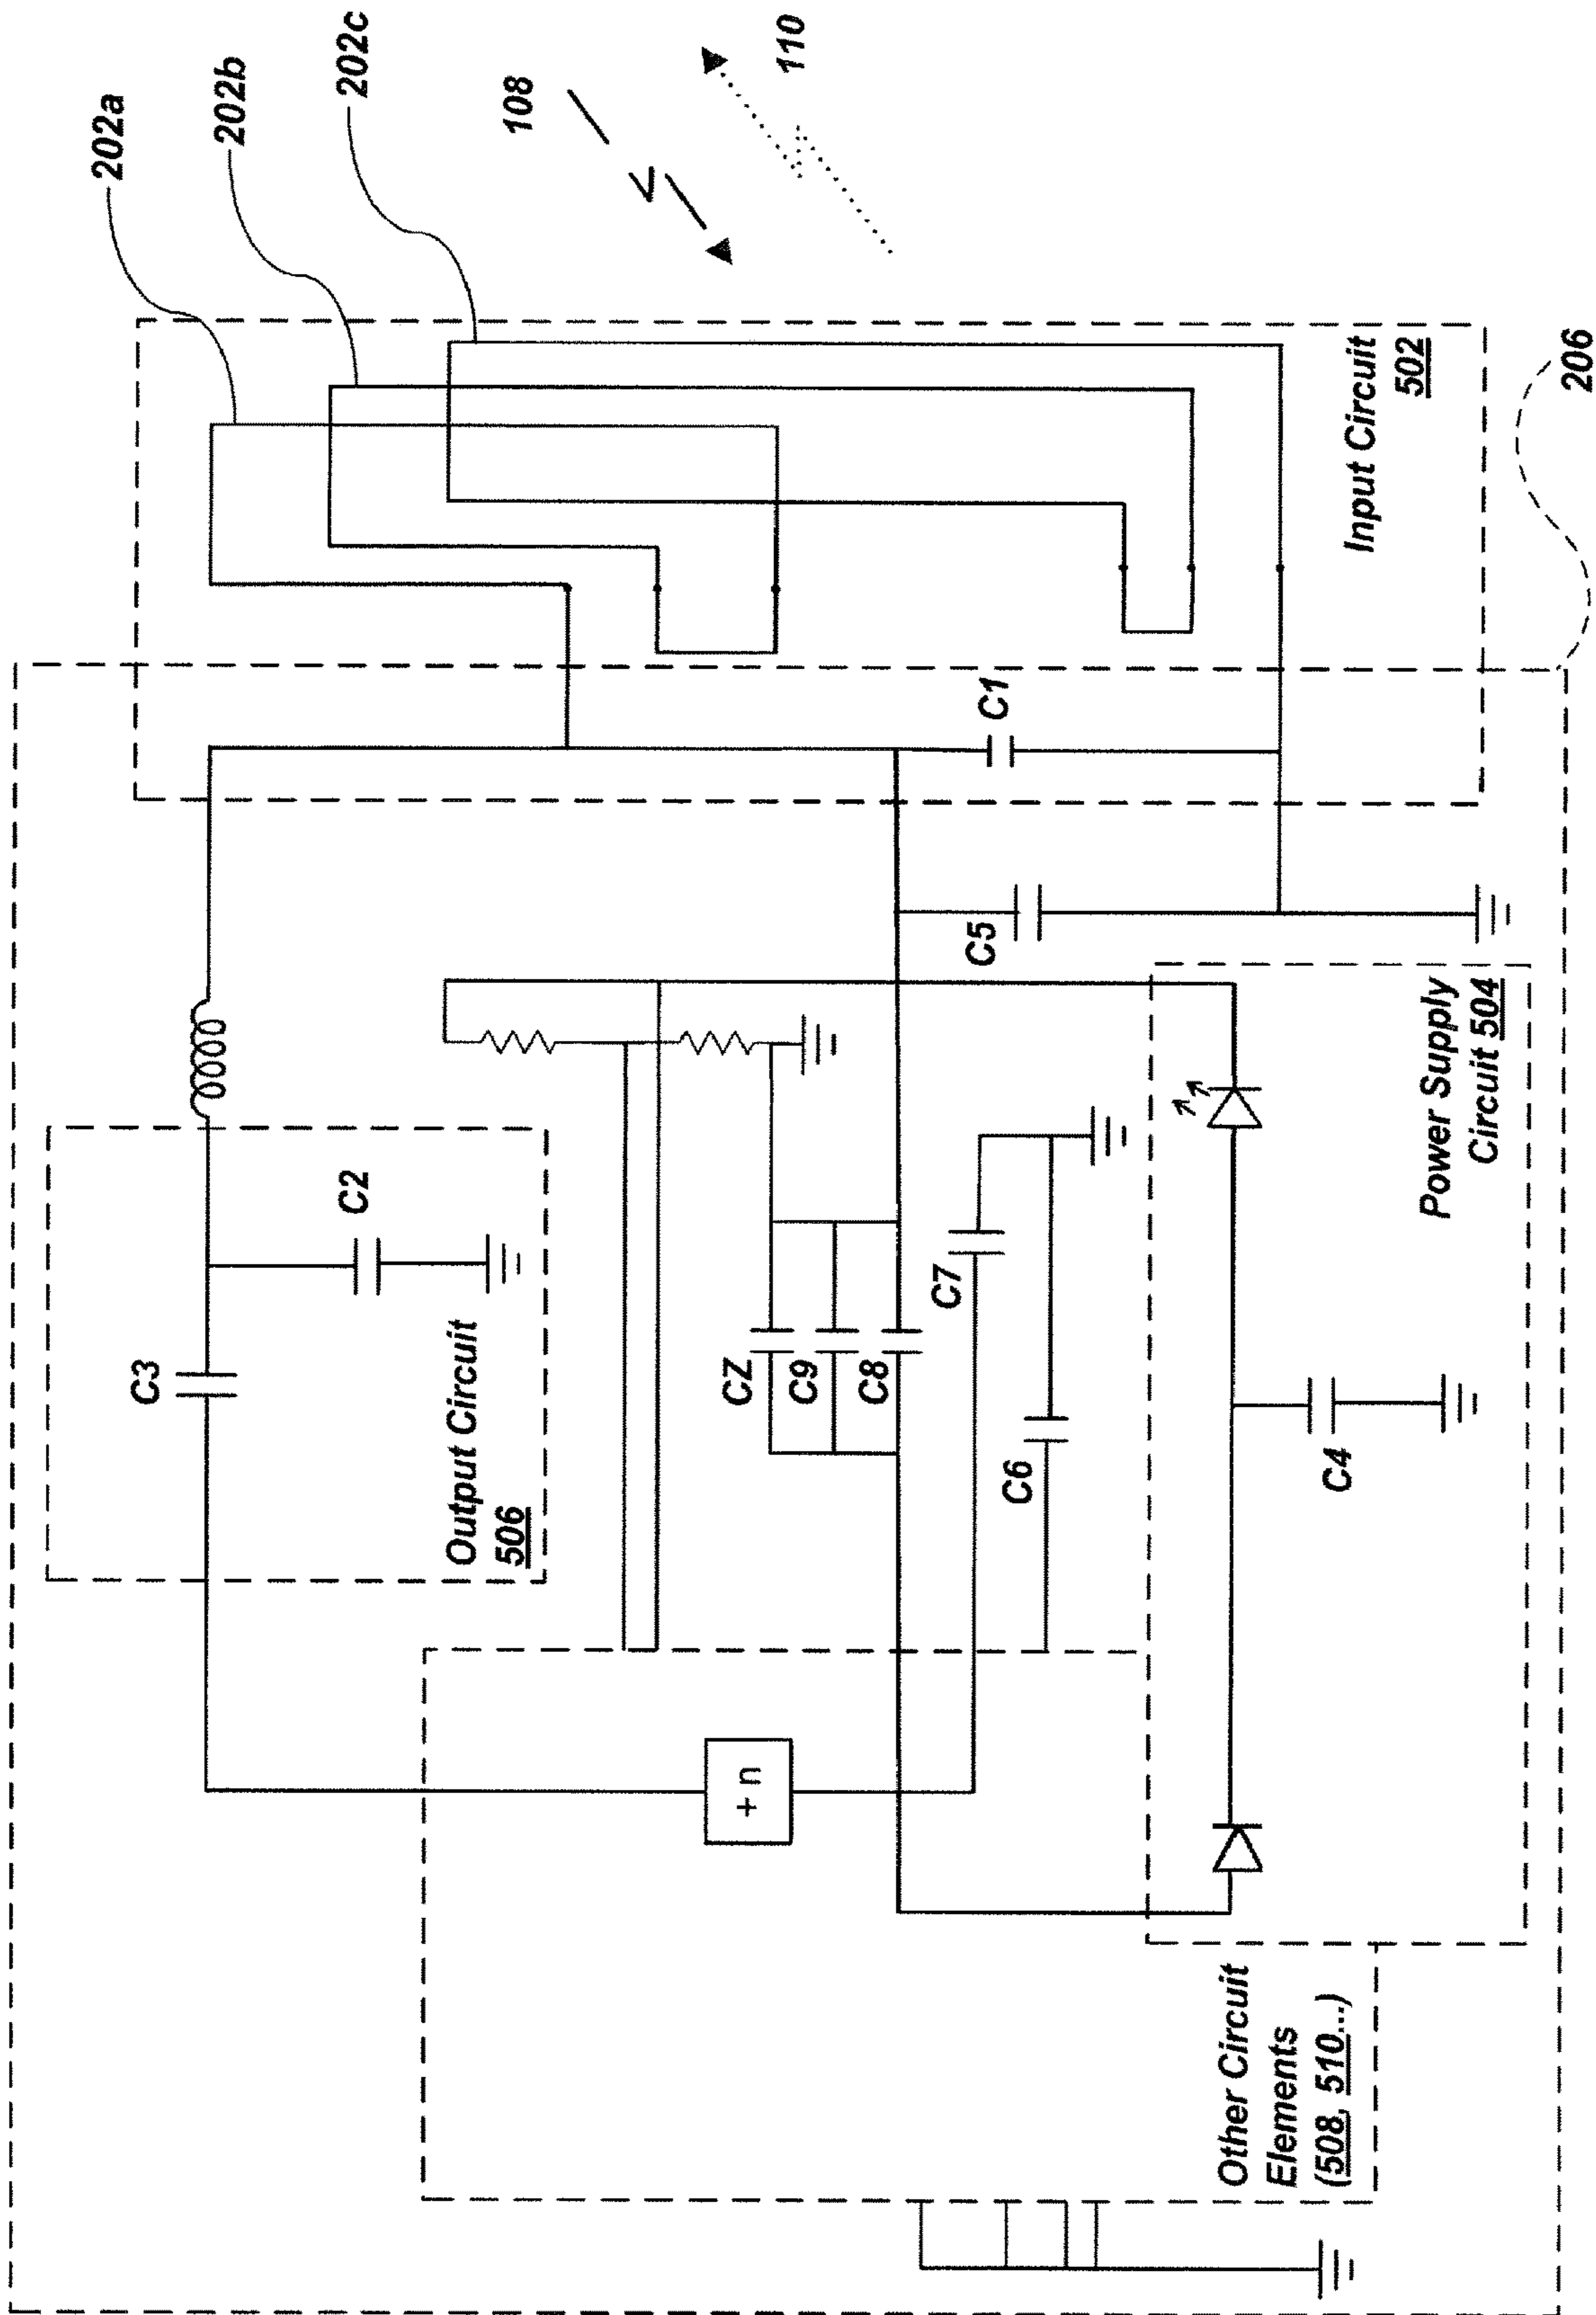 202a
202b
202c
108
110
Input Circuit
502
206
C1
C5
Power Supply
Circuit 504
C2
C3
Output Circuit
506
CZ
C9
C8
C7
C6
C4
+ n
Other Circuit
Elements
(508, 510...)